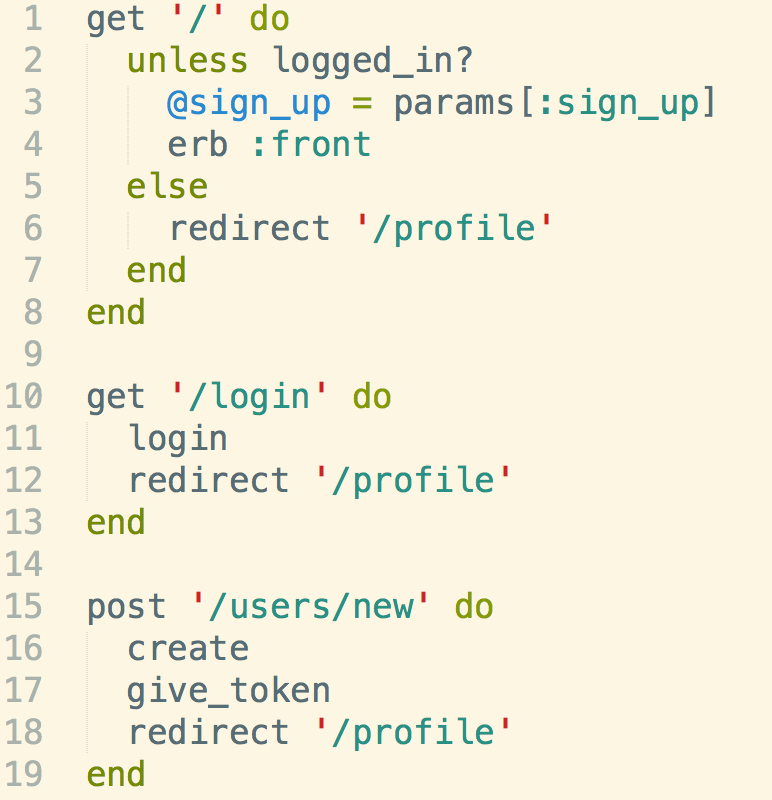 1 get '/' do
2   unless logged_in?
3     @sign_up = params[:sign_up]
4     erb :front
5   else
6     redirect '/profile'
7   end
8 end
9
10 get '/login' do
11   login
12   redirect '/profile'
13 end
14
15 post '/users/new' do
16   create
17   give_token
18   redirect '/profile'
19 end